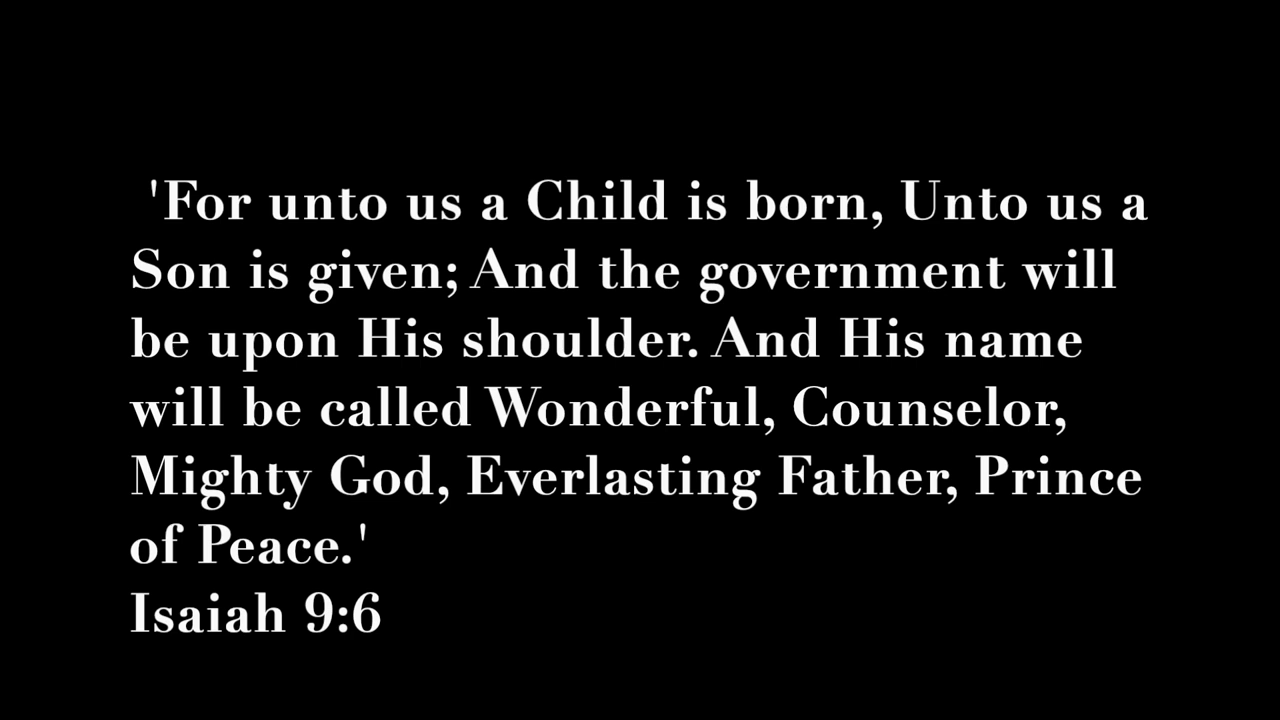 'For unto us a Child is born, Unto us a
Son is given; And the government will
be upon His shoulder. And His name
will be called Wonderful, Counselor,
Mighty God, Everlasting Father, Prince
of Peace.'
Isaiah 9:6